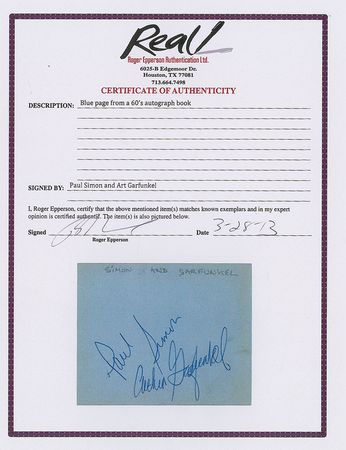 Real
Roger Epperson Authentication Ltd.
6025-B Edgemoor Dr.
Houston, TX 77081
713.664.7498
CERTIFICATE OF AUTHENTICITY
DESCRIPTION: Blue page from a 60's autograph book
SIGNED BY: Paul Simon and Art Garfunkel
I, Roger Epperson, certify that the above mentioned item(s) matches known exemplars and in my expert
opinion is certified authentic. The item(s) is also pictured below.
Signed Date 3-28-13
Roger Epperson
SIMON AND GARFUNKEL
Paul Simon
Garfunkel